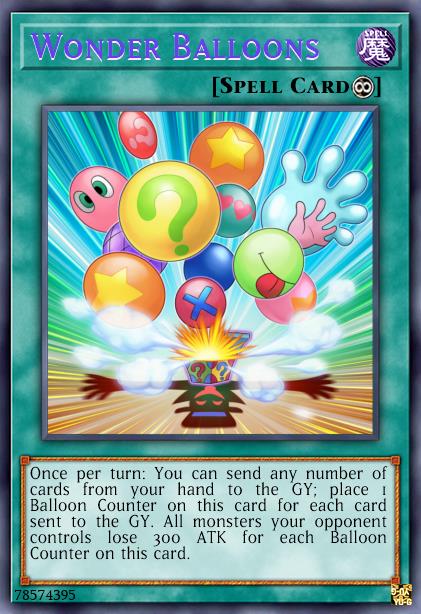 Wonder Balloons
SPELL
魔
[Spell Card]
?
?
? ?
Once per turn: You can send any number of
cards from your hand to the GY; place 1
Balloon Counter on this card for each card
sent to the GY. All monsters your opponent
controls lose 300 ATK for each Balloon
Counter on this card.
78574395